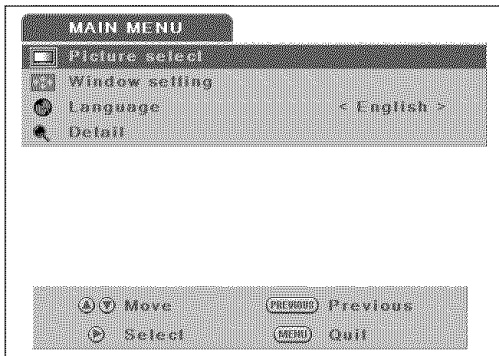 MAIN MENU
Picture select
Window setting
Language < English >
Detail
Move PREVIOUS Previous
Select MENU Quit